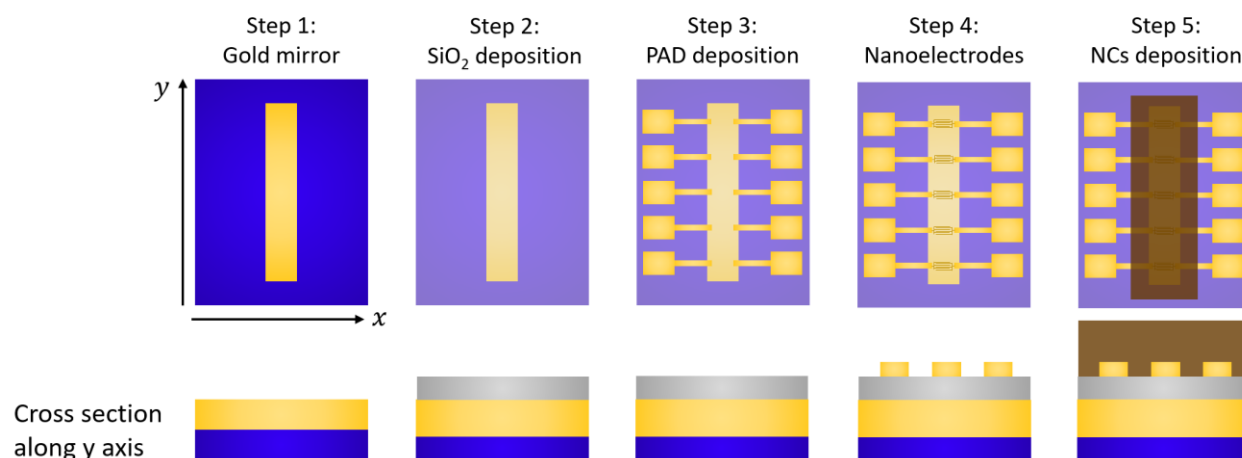 Step 1:
Gold mirror
Step 2:
SiO₂ deposition
Step 3:
PAD deposition
Step 4:
Nanoelectrodes
Step 5:
NCs deposition
y
x
Cross section
along y axis